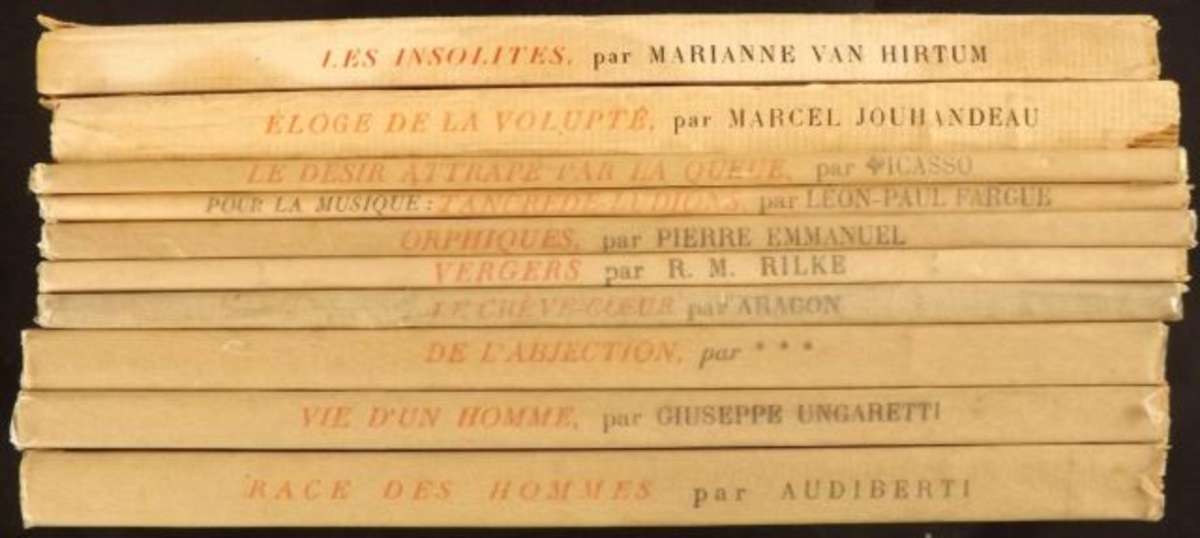 LES INSOLITES, par MARIANNE VAN HIRTUM
ÉLOGE DE LA VOLUPTÉ, par MARCEL JOUHANDEAU
LE DÉSIR ATTRAPÉ PAR LA QUEUE, par PICASSO
POUR LA MUSIQUE : TANCRÈDE-LUDIONS, par LÉON-PAUL FARGUE
ORPHIQUES, par PIERRE EMMANUEL
VERGERS par R. M. RILKE
LE CRÈVE-CŒUR par ARAGON
DE L'ABJECTION, par * * *
VIE D'UN HOMME, par GIUSEPPE UNGARETTI
RACE DES HOMMES par AUDIBERTI